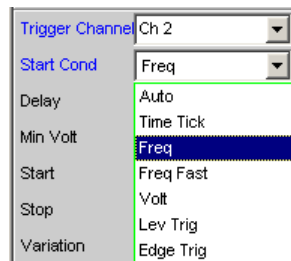 Trigger Channel Ch 2
Start Cond Freq
Delay Auto
Time Tick
Min Volt Freq
Start Freq Fast
Stop Volt
Lev Trig
Variation Edge Trig